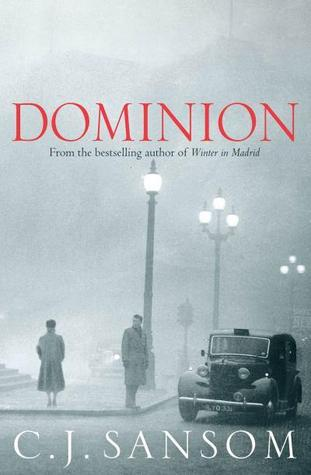 DOMINION
From the bestselling author of Winter in Madrid
C. J. SANSOM